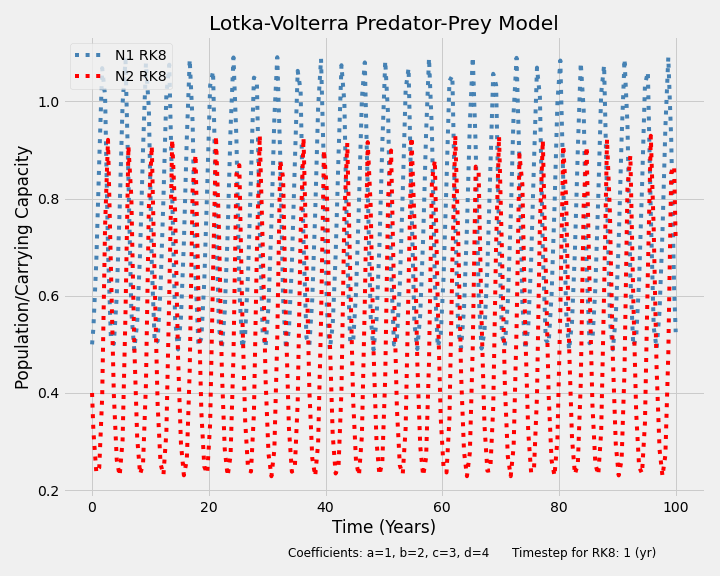 Lotka-Volterra Predator-Prey Model
N1 RK8
N2 RK8
Population/Carrying Capacity
1.0
0.8
0.6
0.4
0.2
0 20 40 60 80 100
Time (Years)
Coefficients: a=1, b=2, c=3, d=4 Timestep for RK8: 1 (yr)